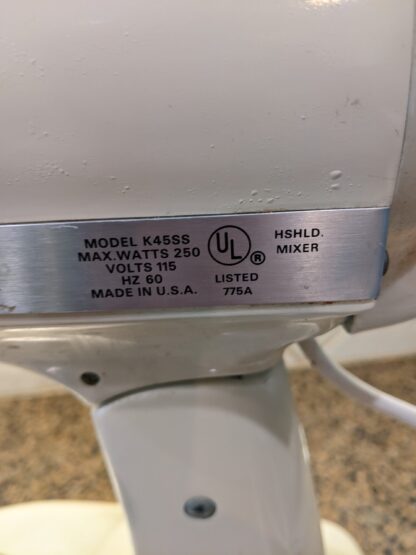 MODEL K45SS
MAX.WATTS 250
VOLTS 115
HZ 60
MADE IN U.S.A.
UL ®
LISTED
775A
HSHLD.
MIXER